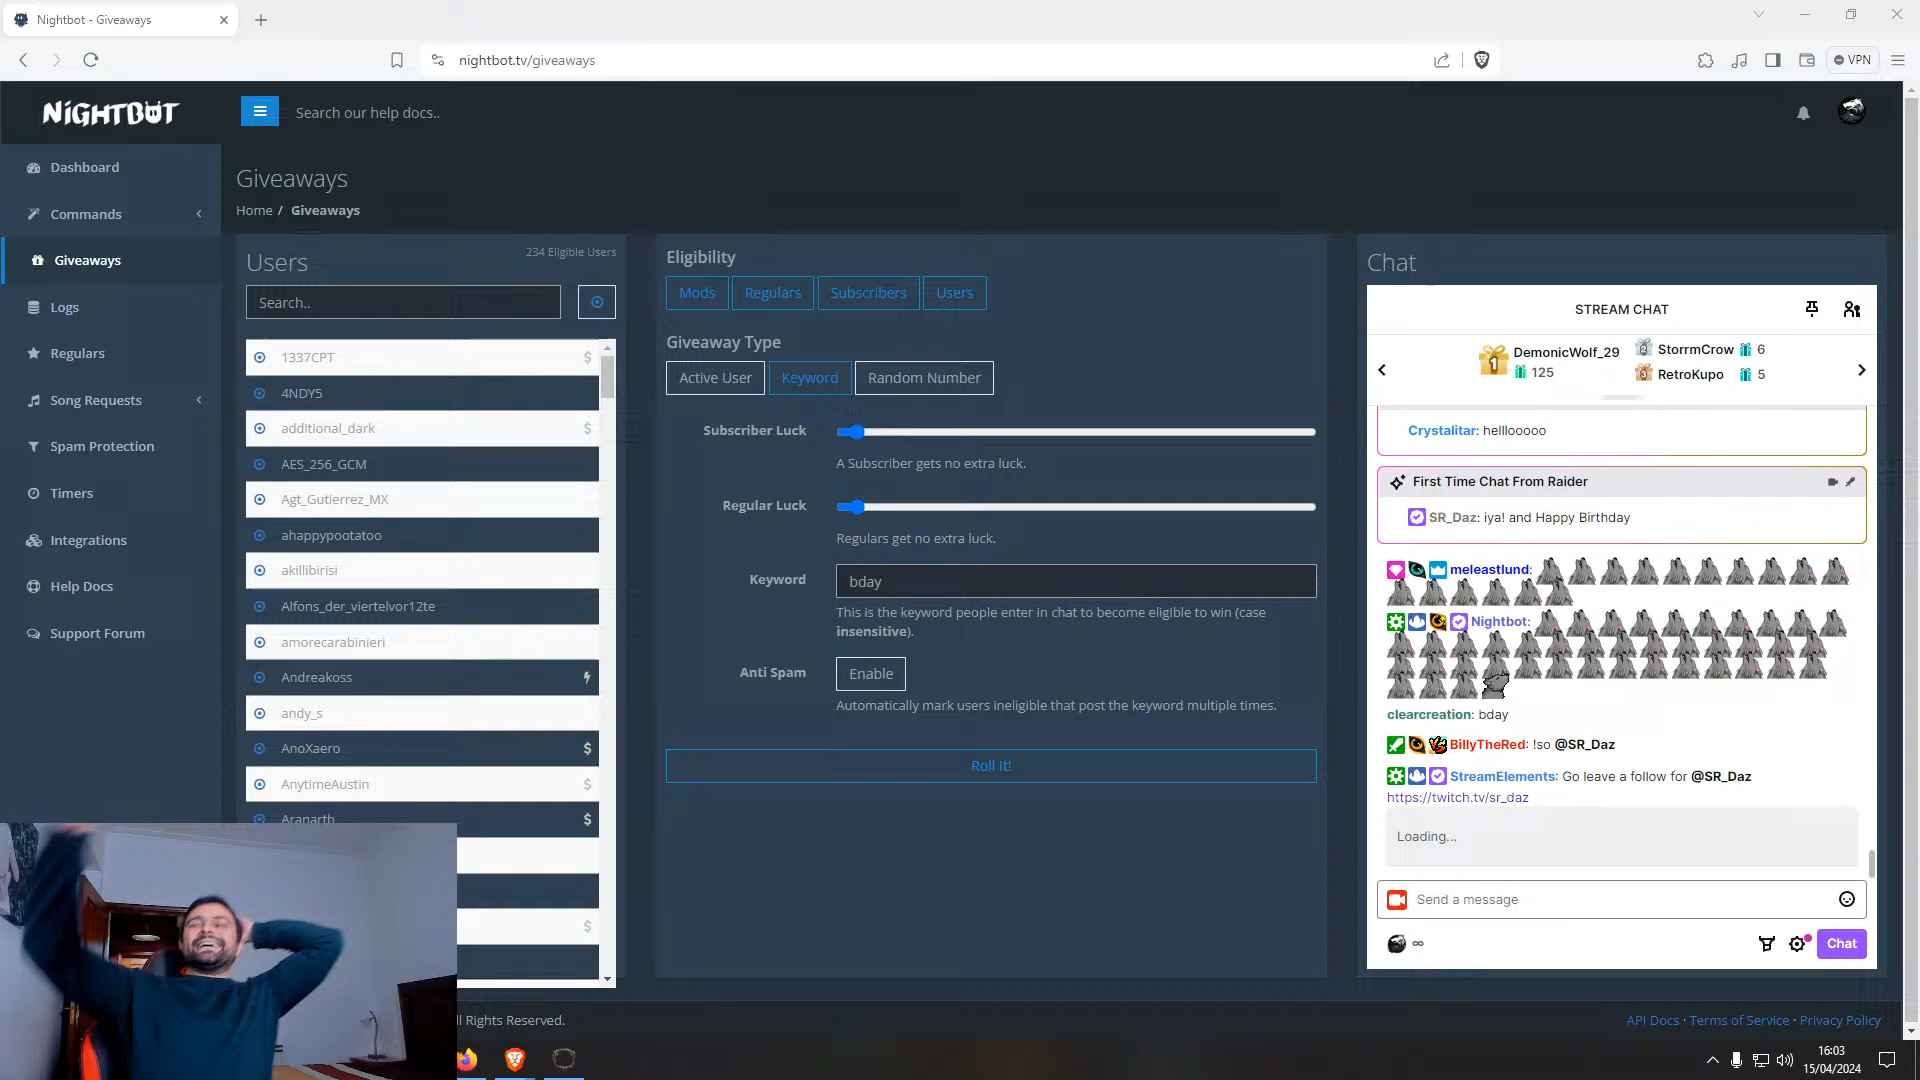 Nightbot - Giveaways
nightbot.tv/giveaways
VPN
NiGHTBOT
Search our help docs..
Dashboard
Commands
Giveaways
Logs
Regulars
Song Requests
Spam Protection
Timers
Integrations
Help Docs
Support Forum
Giveaways
Home / Giveaways
Users
234 Eligible Users
Search..
1337CPT $
4NDY5
additional_dark $
AES_256_GCM
Agt_Gutierrez_MX
ahappypootatoo
akillibirisi
Alfons_der_viertelvor12te
amorecarabinieri
Andreakoss
andy_s
AnoXaero $
AnytimeAustin $
Aranarth $
$
Eligibility
Mods Regulars Subscribers Users
Giveaway Type
Active User Keyword Random Number
Subscriber Luck
A Subscriber gets no extra luck.
Regular Luck
Regulars get no extra luck.
Keyword bday
This is the keyword people enter in chat to become eligible to win (case
insensitive).
Anti Spam Enable
Automatically mark users ineligible that post the keyword multiple times.
Roll It!
Chat
STREAM CHAT
1 DemonicWolf_29 125
2 StorrmCrow 6
3 RetroKupo 5
Crystalitar: hellooooo
First Time Chat From Raider
SR_Daz: iya! and Happy Birthday
meleastlund:
Nightbot:
clearcreation: bday
BillyTheRed: !so @SR_Daz
StreamElements: Go leave a follow for @SR_Daz
https://twitch.tv/sr_daz
Loading...
Send a message
∞
Chat
ll Rights Reserved.
API Docs · Terms of Service · Privacy Policy
16:03
15/04/2024